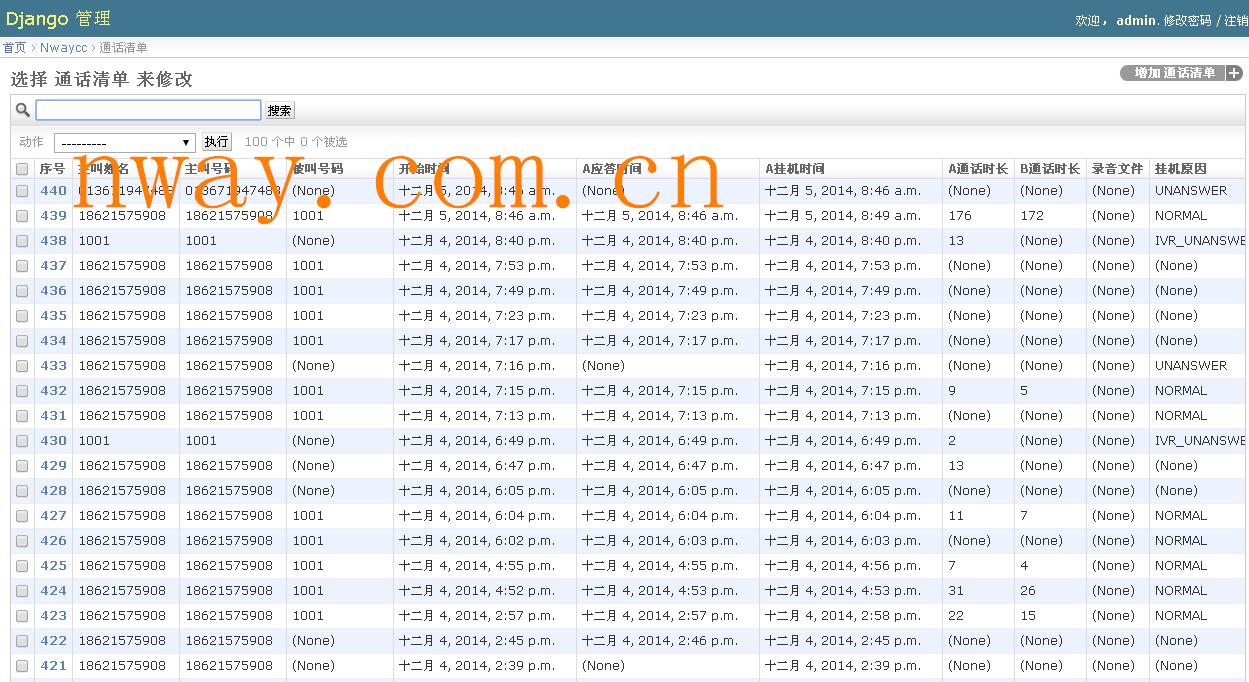 Django 管理
欢迎， admin. 修改密码 / 注销
首页 › Nwaycc › 通话清单
选择 通话清单 来修改
增加 通话清单 +
搜索
动作 --------- 执行 100 个中 0 个被选
序号 主叫姓名 主叫号码 被叫号码 开始时间 A应答时间 A挂机时间 A通话时长 B通话时长 录音文件 挂机原因
nway.com.cn
440 013671947488 013671947488 (None) 十二月 5, 2014, 8:46 a.m. (None) 十二月 5, 2014, 8:46 a.m. (None) (None) (None) UNANSWER
439 18621575908 18621575908 1001 十二月 5, 2014, 8:46 a.m. 十二月 5, 2014, 8:46 a.m. 十二月 5, 2014, 8:49 a.m. 176 172 (None) NORMAL
438 1001 1001 (None) 十二月 4, 2014, 8:40 p.m. 十二月 4, 2014, 8:40 p.m. 十二月 4, 2014, 8:40 p.m. 13 (None) (None) IVR_UNANSWE
437 18621575908 18621575908 1001 十二月 4, 2014, 7:53 p.m. 十二月 4, 2014, 7:53 p.m. 十二月 4, 2014, 7:53 p.m. (None) (None) (None) (None)
436 18621575908 18621575908 1001 十二月 4, 2014, 7:49 p.m. 十二月 4, 2014, 7:49 p.m. 十二月 4, 2014, 7:49 p.m. (None) (None) (None) (None)
435 18621575908 18621575908 1001 十二月 4, 2014, 7:23 p.m. 十二月 4, 2014, 7:23 p.m. 十二月 4, 2014, 7:23 p.m. (None) (None) (None) (None)
434 18621575908 18621575908 1001 十二月 4, 2014, 7:17 p.m. 十二月 4, 2014, 7:17 p.m. 十二月 4, 2014, 7:17 p.m. (None) (None) (None) (None)
433 18621575908 18621575908 (None) 十二月 4, 2014, 7:16 p.m. (None) 十二月 4, 2014, 7:16 p.m. (None) (None) (None) UNANSWER
432 18621575908 18621575908 1001 十二月 4, 2014, 7:15 p.m. 十二月 4, 2014, 7:15 p.m. 十二月 4, 2014, 7:15 p.m. 9 5 (None) NORMAL
431 18621575908 18621575908 1001 十二月 4, 2014, 7:13 p.m. 十二月 4, 2014, 7:13 p.m. 十二月 4, 2014, 7:13 p.m. (None) (None) (None) NORMAL
430 1001 1001 (None) 十二月 4, 2014, 6:49 p.m. 十二月 4, 2014, 6:49 p.m. 十二月 4, 2014, 6:49 p.m. 2 (None) (None) IVR_UNANSWE
429 18621575908 18621575908 (None) 十二月 4, 2014, 6:47 p.m. 十二月 4, 2014, 6:47 p.m. 十二月 4, 2014, 6:47 p.m. 13 (None) (None) (None)
428 18621575908 18621575908 (None) 十二月 4, 2014, 6:05 p.m. 十二月 4, 2014, 6:05 p.m. 十二月 4, 2014, 6:05 p.m. (None) (None) (None) (None)
427 18621575908 18621575908 1001 十二月 4, 2014, 6:04 p.m. 十二月 4, 2014, 6:04 p.m. 十二月 4, 2014, 6:04 p.m. 11 7 (None) NORMAL
426 18621575908 18621575908 1001 十二月 4, 2014, 6:02 p.m. 十二月 4, 2014, 6:03 p.m. 十二月 4, 2014, 6:03 p.m. (None) (None) (None) NORMAL
425 18621575908 18621575908 1001 十二月 4, 2014, 4:55 p.m. 十二月 4, 2014, 4:55 p.m. 十二月 4, 2014, 4:56 p.m. 7 4 (None) NORMAL
424 18621575908 18621575908 1001 十二月 4, 2014, 4:52 p.m. 十二月 4, 2014, 4:53 p.m. 十二月 4, 2014, 4:53 p.m. 31 26 (None) NORMAL
423 18621575908 18621575908 1001 十二月 4, 2014, 2:57 p.m. 十二月 4, 2014, 2:57 p.m. 十二月 4, 2014, 2:58 p.m. 22 15 (None) NORMAL
422 18621575908 18621575908 (None) 十二月 4, 2014, 2:45 p.m. 十二月 4, 2014, 2:46 p.m. 十二月 4, 2014, 2:45 p.m. (None) (None) (None) (None)
421 18621575908 18621575908 (None) 十二月 4, 2014, 2:39 p.m. (None) 十二月 4, 2014, 2:39 p.m. (None) (None) (None) (None)